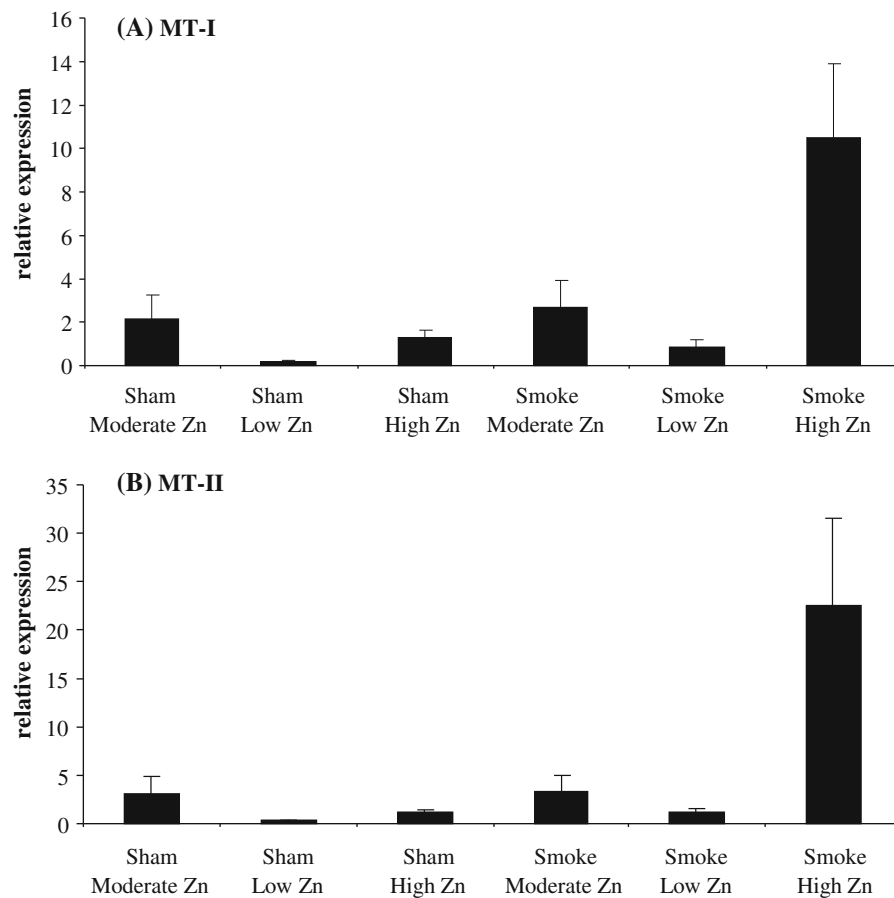 (A) MT-I
relative expression
16
14
12
10
8
6
4
2
0
Sham Sham Sham Smoke Smoke Smoke
Moderate Zn Low Zn High Zn Moderate Zn Low Zn High Zn
(B) MT-II
relative expression
35
30
25
20
15
10
5
0
Sham Sham Sham Smoke Smoke Smoke
Moderate Zn Low Zn High Zn Moderate Zn Low Zn High Zn